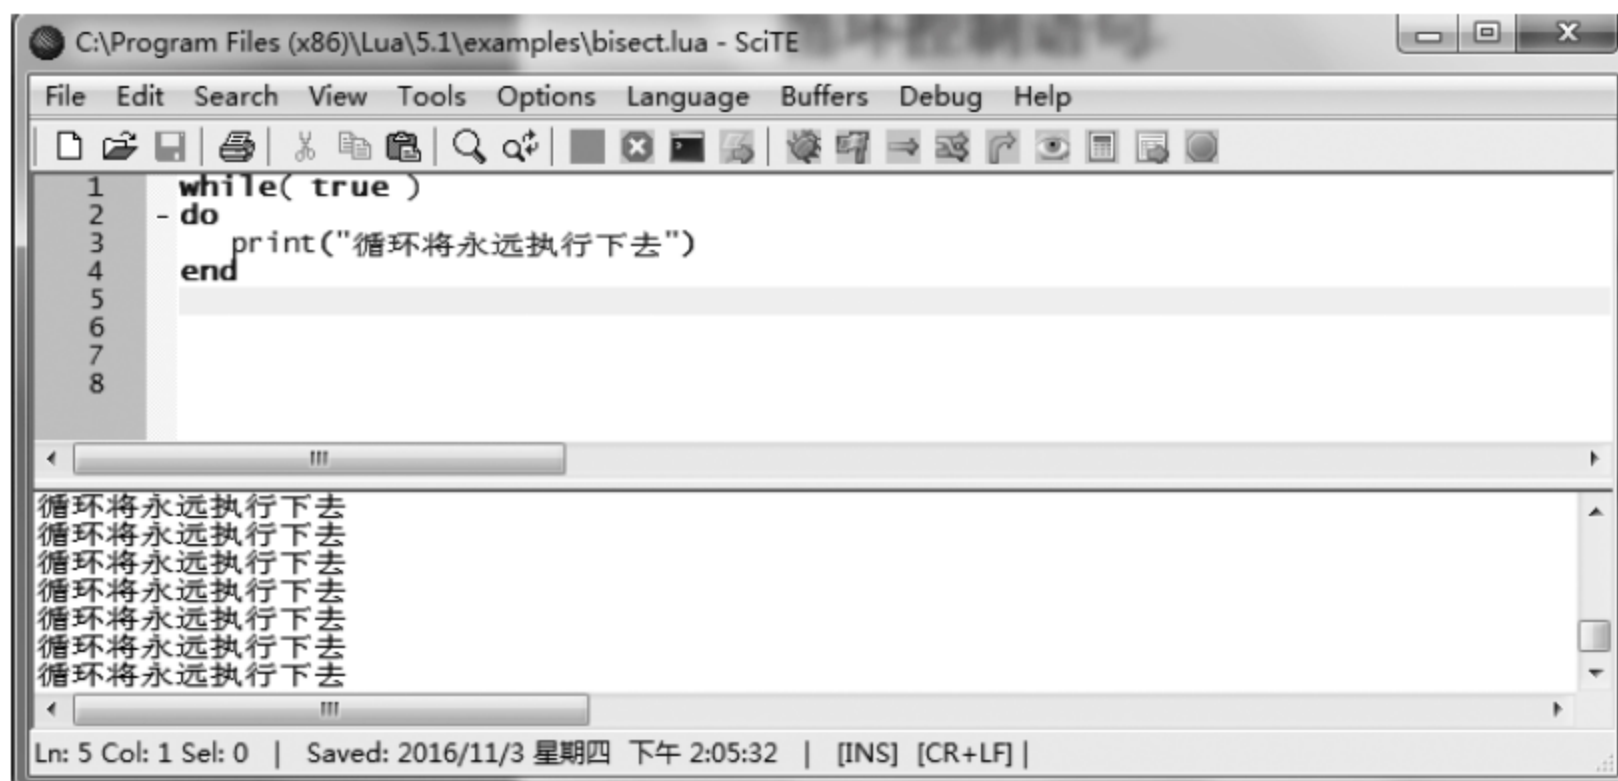 C:\Program Files (x86)\Lua\5.1\examples\bisect.lua - SciTE
File Edit Search View Tools Options Language Buffers Debug Help
1 while( true )
2 - do
3 print("循环将永远执行下去")
4 end
5
6
7
8
循环将永远执行下去
循环将永远执行下去
循环将永远执行下去
循环将永远执行下去
循环将永远执行下去
循环将永远执行下去
循环将永远执行下去
Ln: 5 Col: 1 Sel: 0 | Saved: 2016/11/3 星期四 下午 2:05:32 | [INS] [CR+LF] |